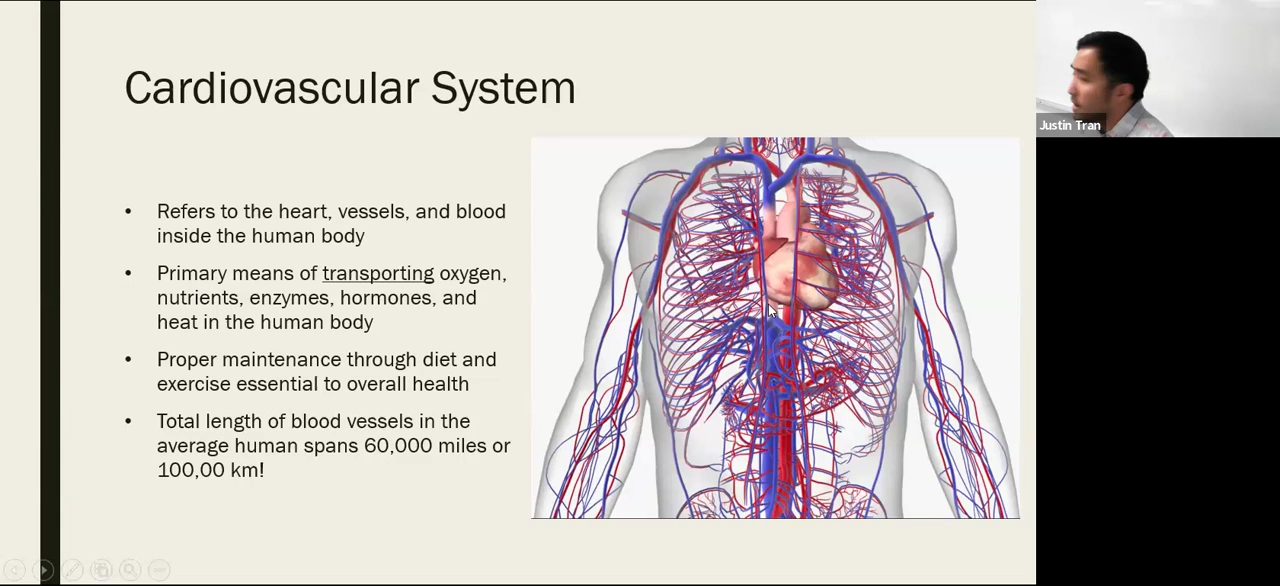 Cardiovascular System
• Refers to the heart, vessels, and blood
inside the human body
• Primary means of transporting oxygen,
nutrients, enzymes, hormones, and
heat in the human body
• Proper maintenance through diet and
exercise essential to overall health
• Total length of blood vessels in the
average human spans 60,000 miles or
100,00 km!
Justin Tran